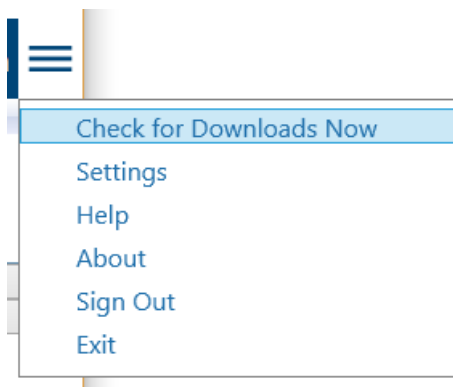 Check for Downloads Now
Settings
Help
About
Sign Out
Exit